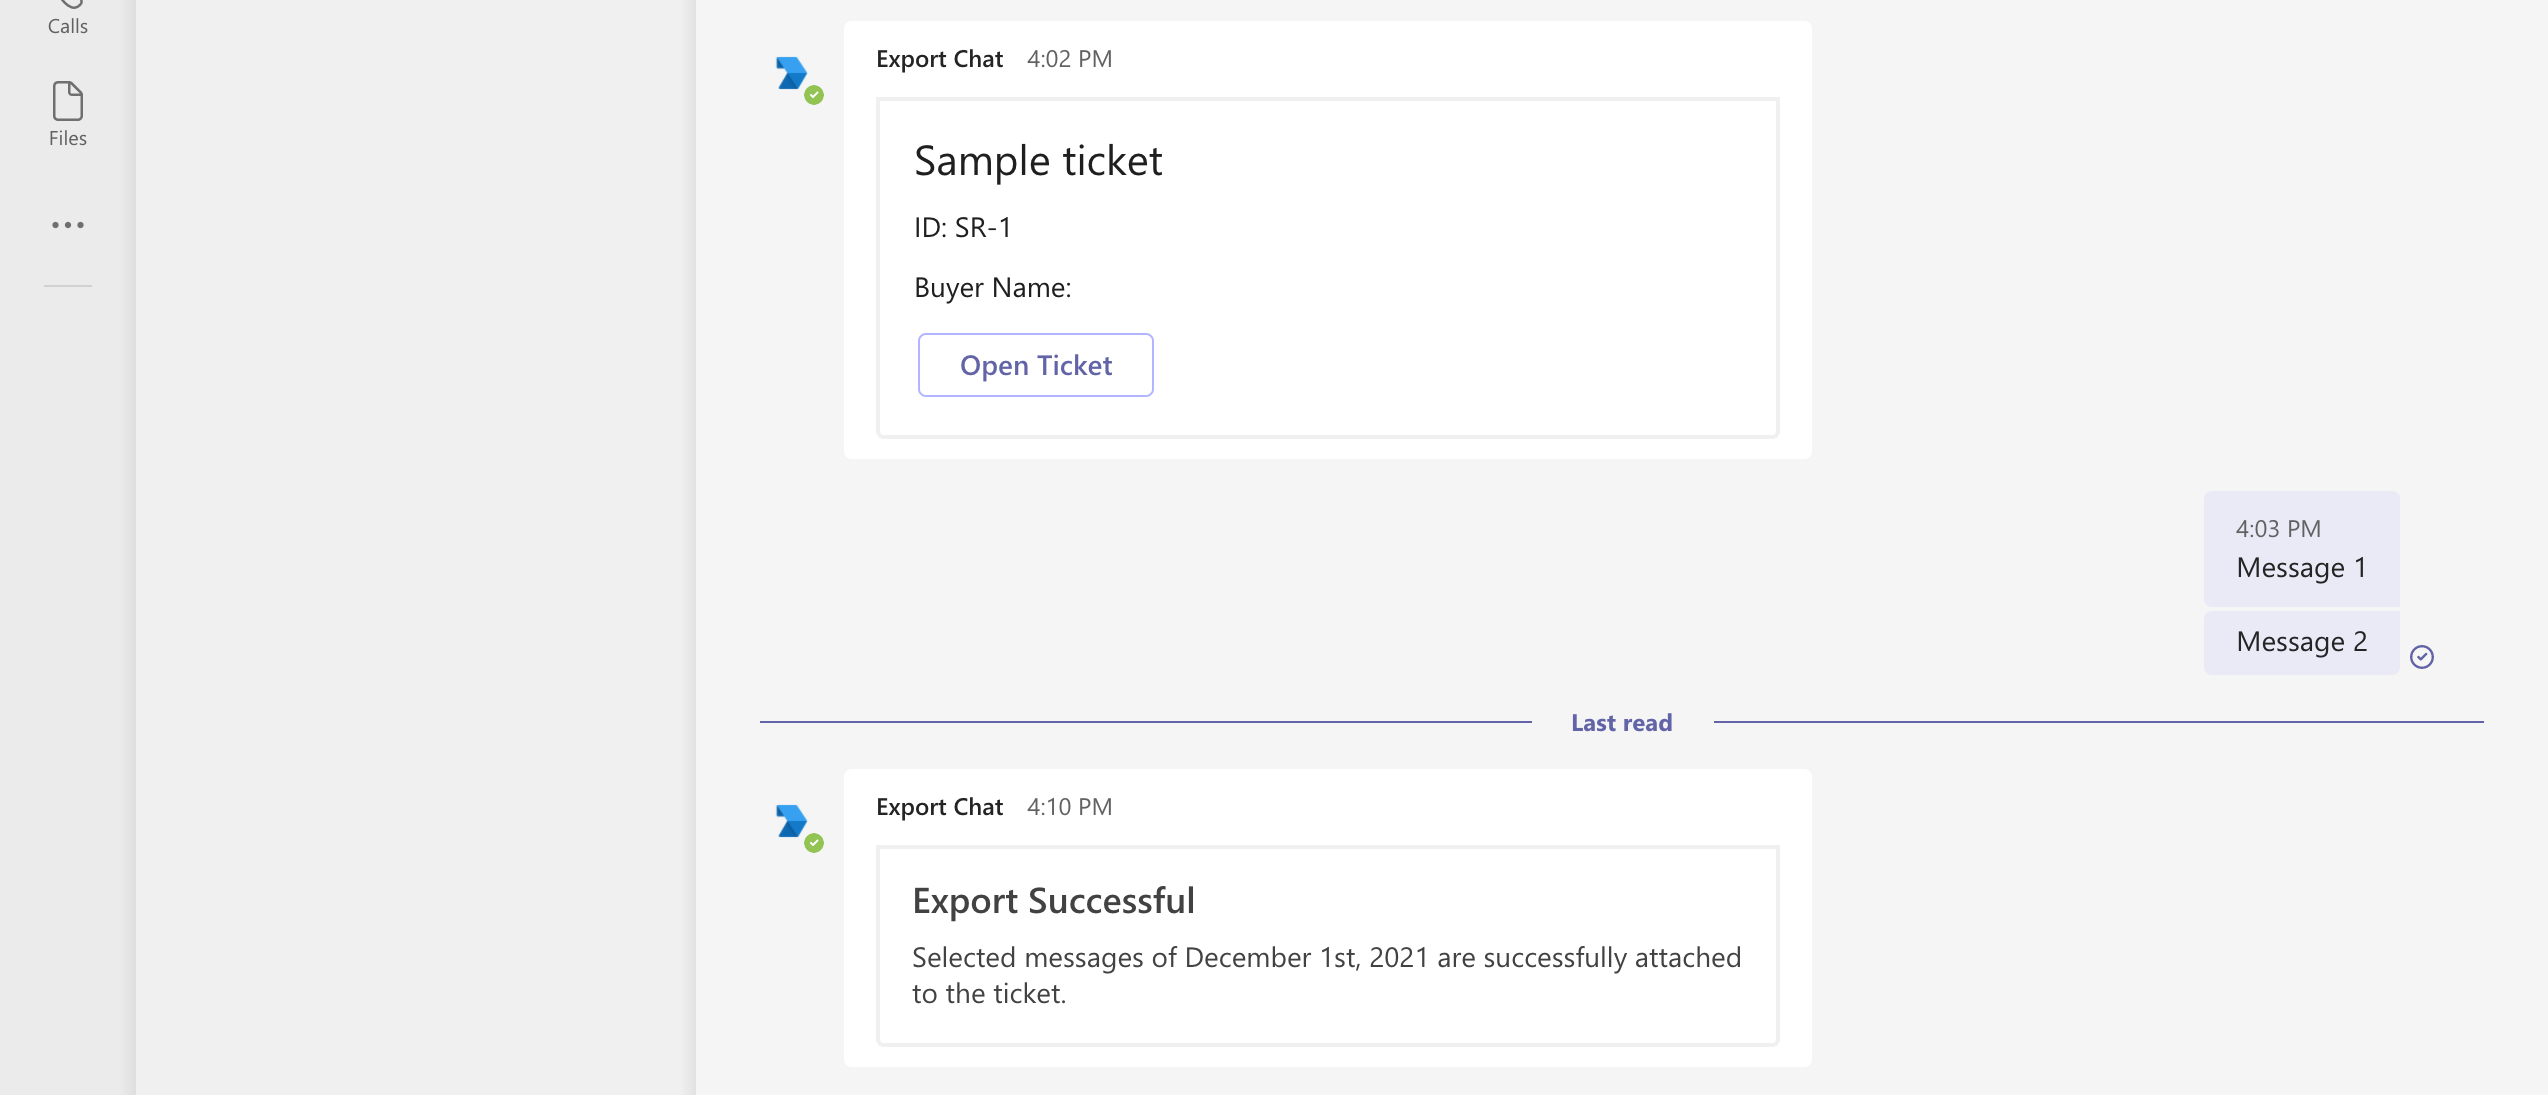 Calls
Files
Export Chat 4:02 PM
Sample ticket
ID: SR-1
Buyer Name:
Open Ticket
4:03 PM
Message 1
Message 2
Last read
Export Chat 4:10 PM
Export Successful
Selected messages of December 1st, 2021 are successfully attached
to the ticket.